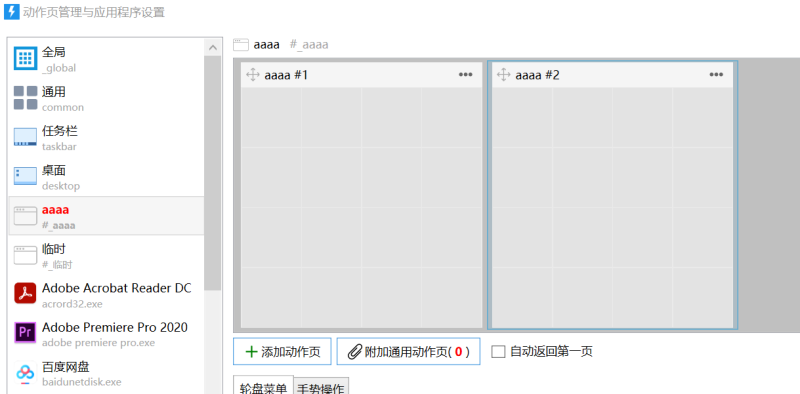 动作页管理与应用程序设置
全局
_global
通用
common
任务栏
taskbar
桌面
desktop
aaaa
#_aaaa
临时
#_临时
Adobe Acrobat Reader DC
acrord32.exe
Adobe Premiere Pro 2020
adobe premiere pro.exe
百度网盘
baidunetdisk.exe
aaaa #_aaaa
aaaa #1
aaaa #2
添加动作页
附加通用动作页( 0 )
自动返回第一页
轮盘菜单
手势操作